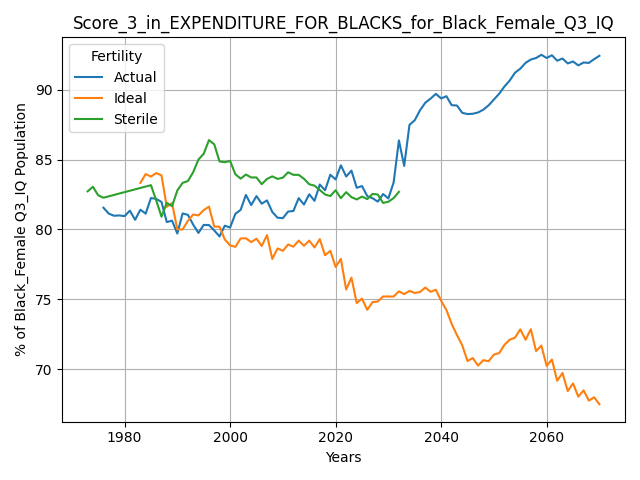 Score_3_in_EXPENDITURE_FOR_BLACKS_for_Black_Female_Q3_IQ
Fertility
Actual
Ideal
Sterile
% of Black_Female Q3_IQ Population
90
85
80
75
70
1980
2000
2020
2040
2060
Years